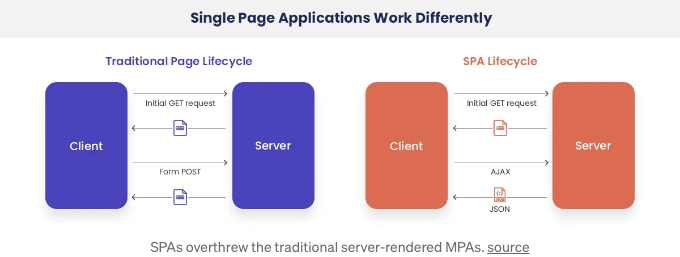 Single Page Applications Work Differently
Traditional Page Lifecycle
Client
Initial GET request
Form POST
Server
SPA Lifecycle
Client
Initial GET request
AJAX
JSON
Server
SPAs overthrew the traditional server-rendered MPAs. source